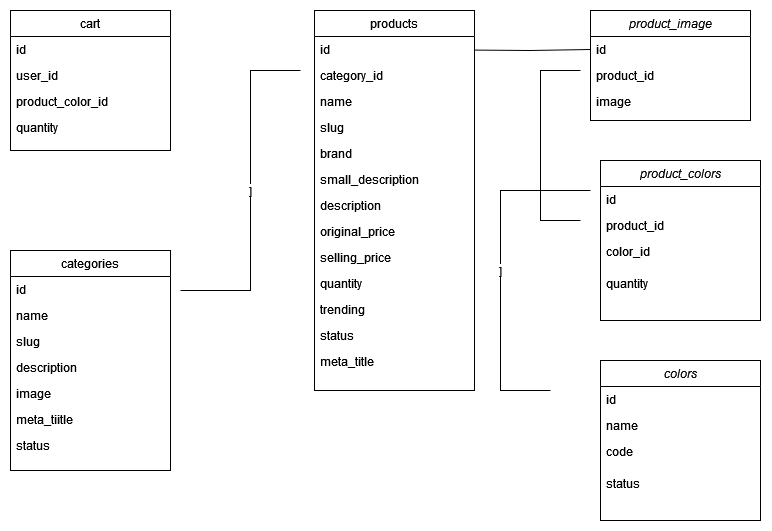 cart
id
user_id
product_color_id
quantity
categories
id
name
slug
description
image
meta_tiitle
status
products
id
category_id
name
slug
brand
small_description
description
original_price
selling_price
quantity
trending
status
meta_title
product_image
id
product_id
image
product_colors
id
product_id
color_id
quantity
colors
id
name
code
status
]
]